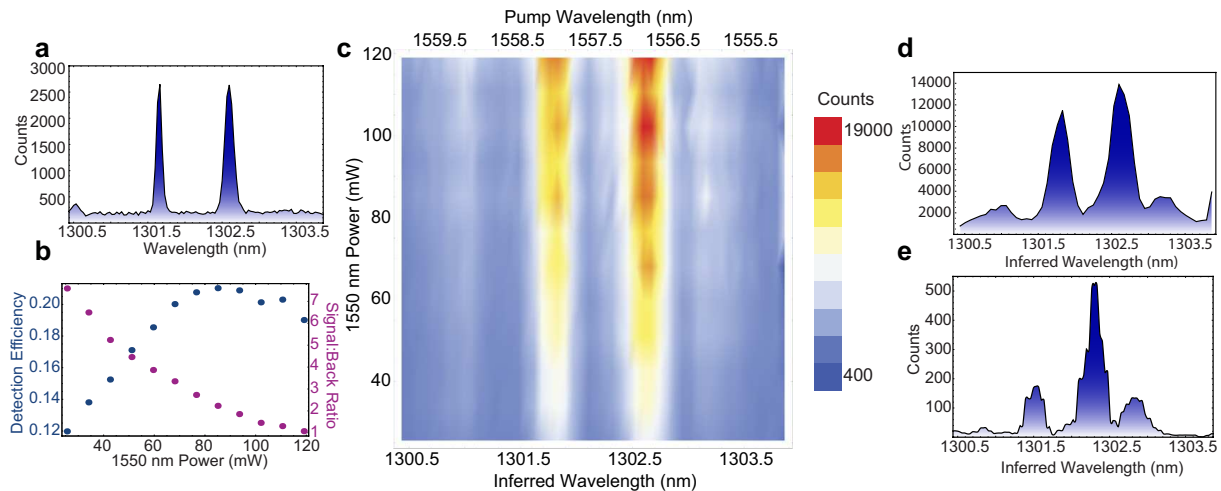 a
3000
2500
2000
1500
1000
500
Counts
1300.5 1301.5 1302.5 1303.5
Wavelength (nm)
b
0.20
0.18
0.16
0.14
0.12
Detection Efficiency
7
6
5
4
3
2
1
Signal:Back Ratio
40 60 80 100 120
1550 nm Power (mW)
c
Pump Wavelength (nm)
1559.5 1558.5 1557.5 1556.5 1555.5
120
100
80
60
40
1550 nm Power (mW)
1300.5 1301.5 1302.5 1303.5
Inferred Wavelength (nm)
Counts
19000
400
d
14000
12000
10000
8000
6000
4000
2000
Counts
1300.5 1301.5 1302.5 1303.5
Inferred Wavelength (nm)
e
500
400
300
200
100
Counts
1300.5 1301.5 1302.5 1303.5
Inferred Wavelength (nm)